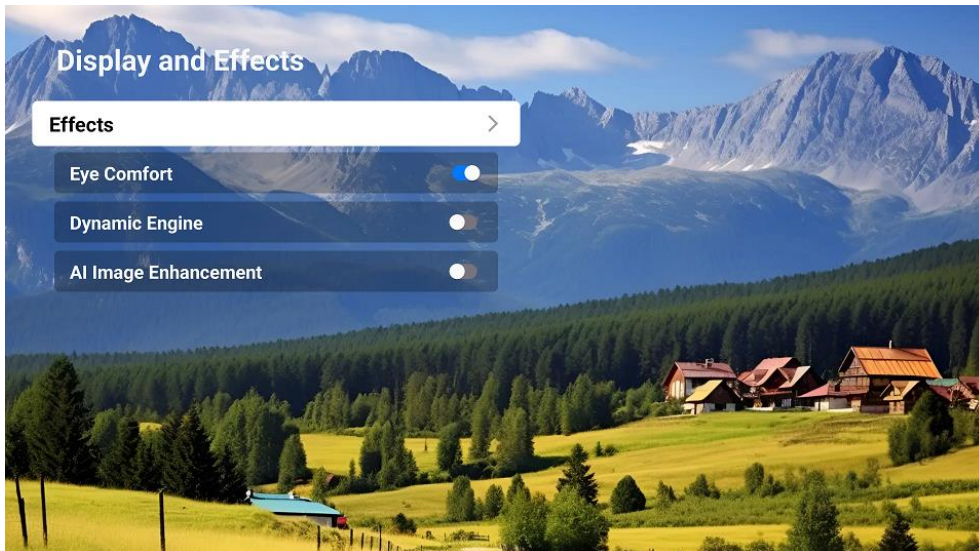 Display and Effects
Effects
Eye Comfort
Dynamic Engine
AI Image Enhancement